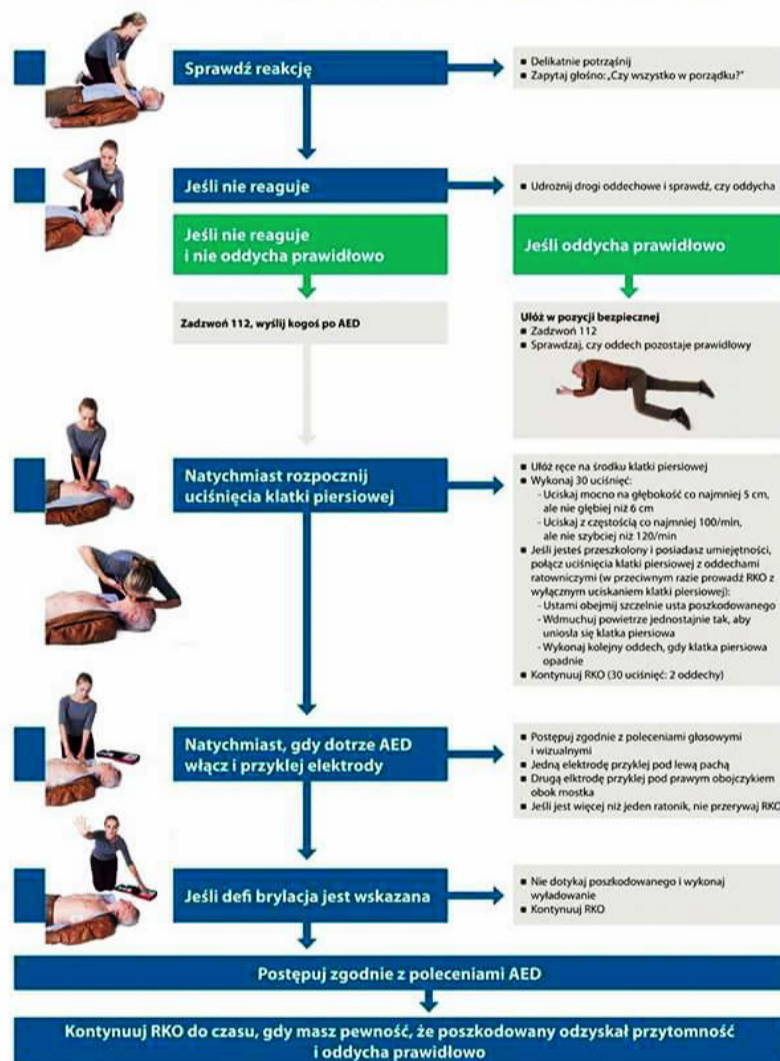 Sprawdź reakcję
■ Delikatnie potrząśnij
■ Zapytaj głośno: „Czy wszystko w porządku?"
Jeśli nie reaguje
■ Udrożnij drogi oddechowe i sprawdź, czy oddycha
Jeśli nie reaguje
i nie oddycha prawidłowo
Jeśli oddycha prawidłowo
Zadzwoń 112, wyślij kogoś po AED
Ułóż w pozycji bezpiecznej
■ Zadzwoń 112
■ Sprawdzaj, czy oddech pozostaje prawidłowy
Natychmiast rozpocznij
uciśnięcia klatki piersiowej
■ Ułóż ręce na środku klatki piersiowej
■ Wykonaj 30 uciśnięć:
- Uciskaj mocno na głębokość co najmniej 5 cm,
ale nie głębiej niż 6 cm
- Uciskaj z częstością co najmniej 100/min,
ale nie szybciej niż 120/min
■ Jeśli jesteś przeszkolony i posiadasz umiejętności,
połącz uciśnięcia klatki piersiowej z oddechami
ratowniczymi (w przeciwnym razie prowadź RKO z
wyłącznym uciskaniem klatki piersiowej):
- Ustami obejmij szczelnie usta poszkodowanego
- Wdmuchuj powietrze jednostajnie tak, aby
uniosła się klatka piersiowa
- Wykonaj kolejny oddech, gdy klatka piersiowa
opadnie
■ Kontynuuj RKO (30 uciśnięć: 2 oddechy)
Natychmiast, gdy dotrze AED
włącz i przyklej elektrody
■ Postępuj zgodnie z poleceniami głosowymi
i wizualnymi
■ Jedną elektrodę przyklej pod lewą pachą
■ Drugą elktrodę przyklej pod prawym obojczykiem
obok mostka
■ Jeśli jest więcej niż jeden ratonik, nie przerywaj RKO
Jeśli defi brylacja jest wskazana
■ Nie dotykaj poszkodowanego i wykonaj
wyładowanie
■ Kontynuuj RKO
Postępuj zgodnie z poleceniami AED
Kontynuuj RKO do czasu, gdy masz pewność, że poszkodowany odzyskał przytomność
i oddycha prawidłowo